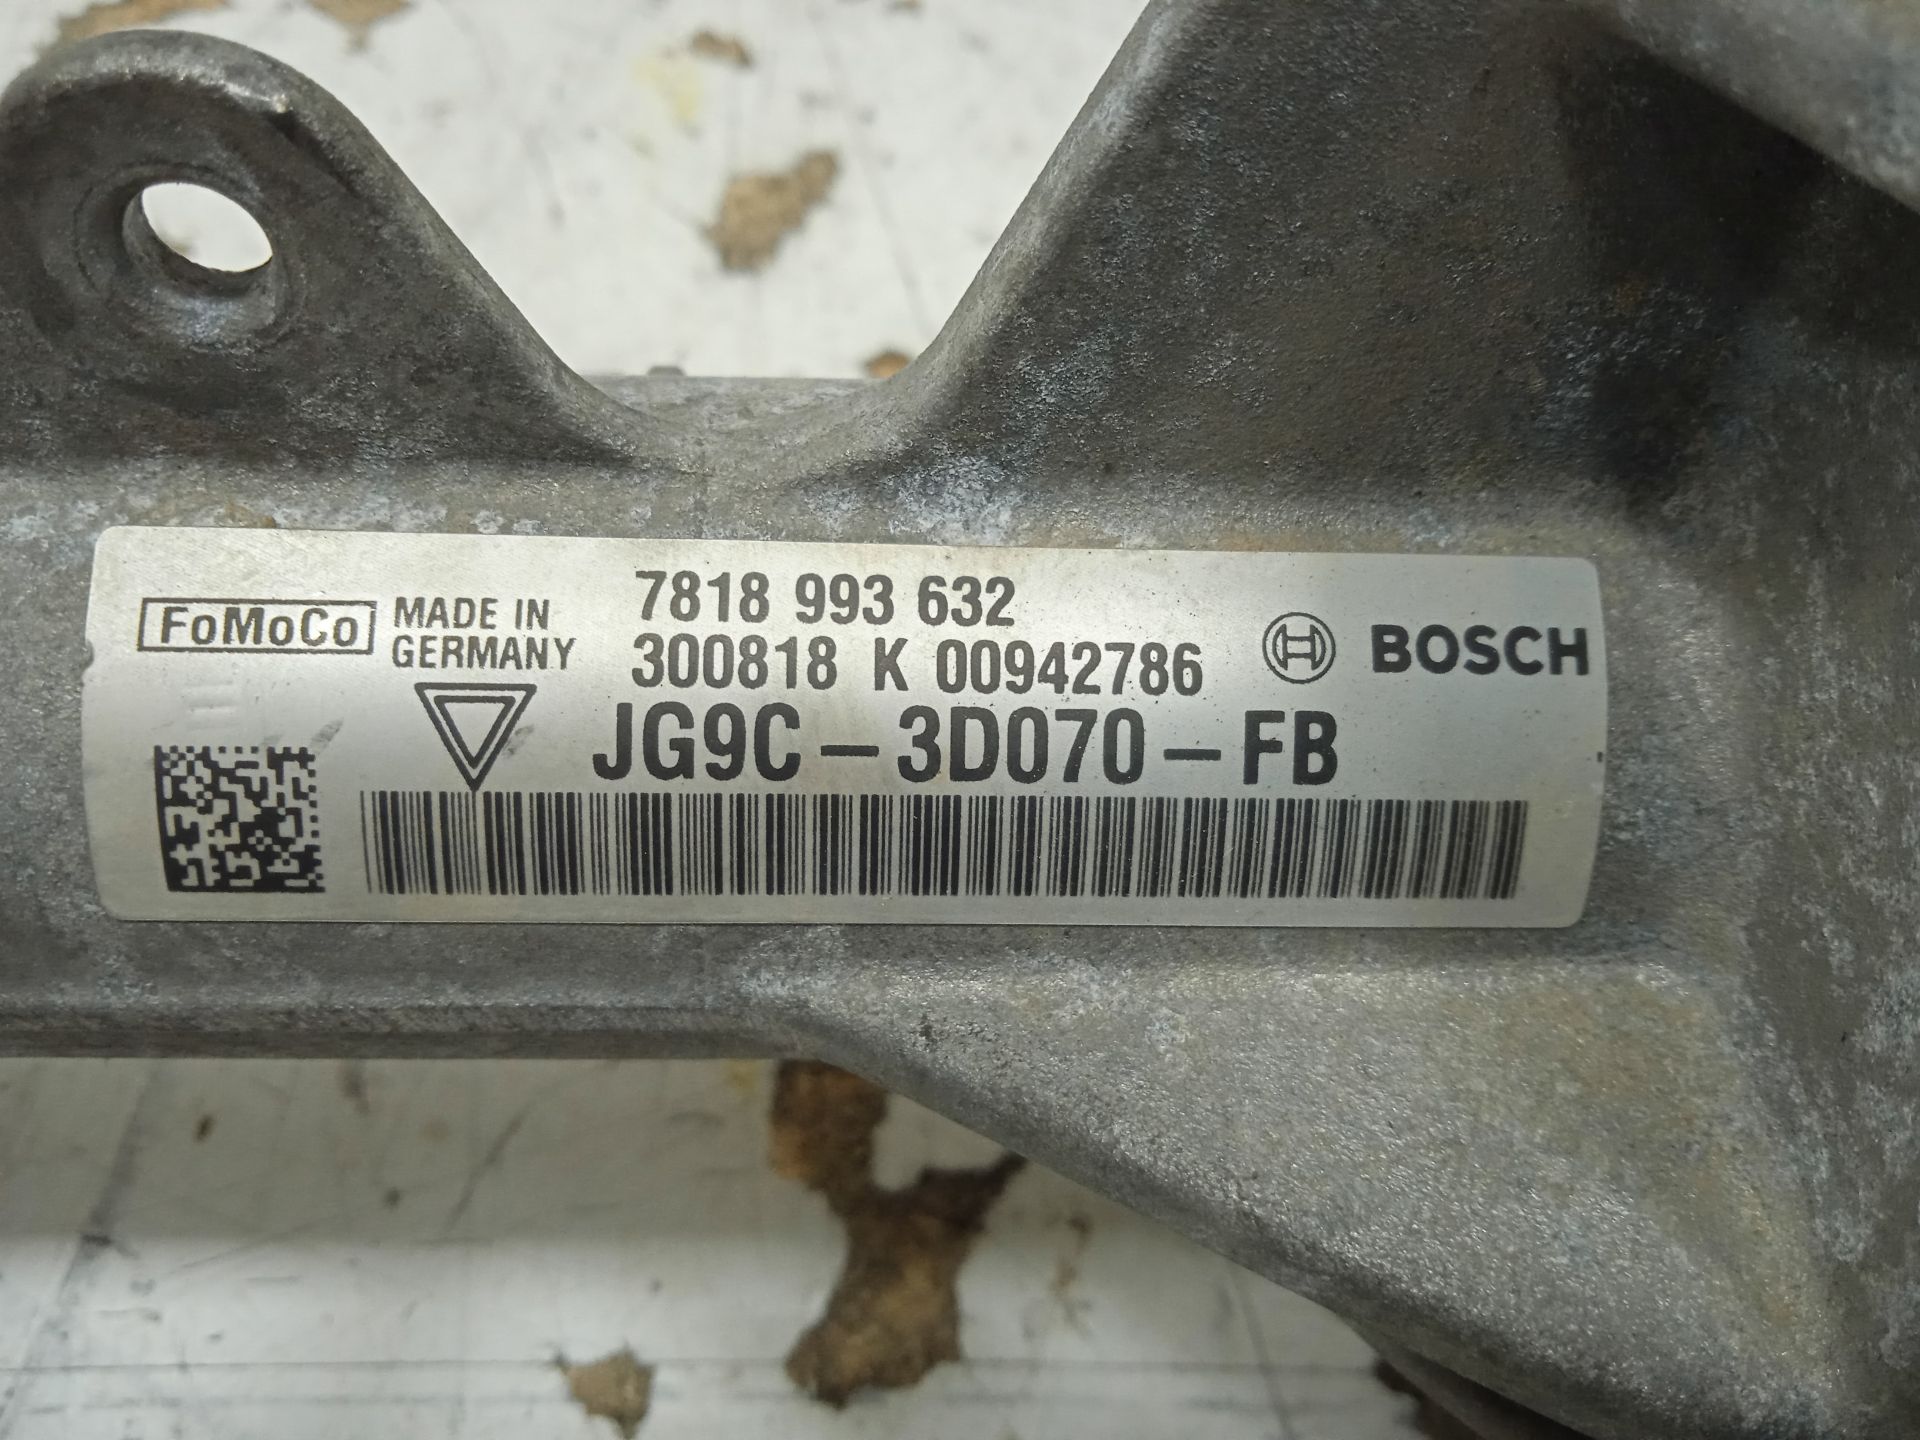 FoMoCo
MADE IN
GERMANY
7818 993 632
300818 K 00942786
BOSCH
JG9C-3D070-FB